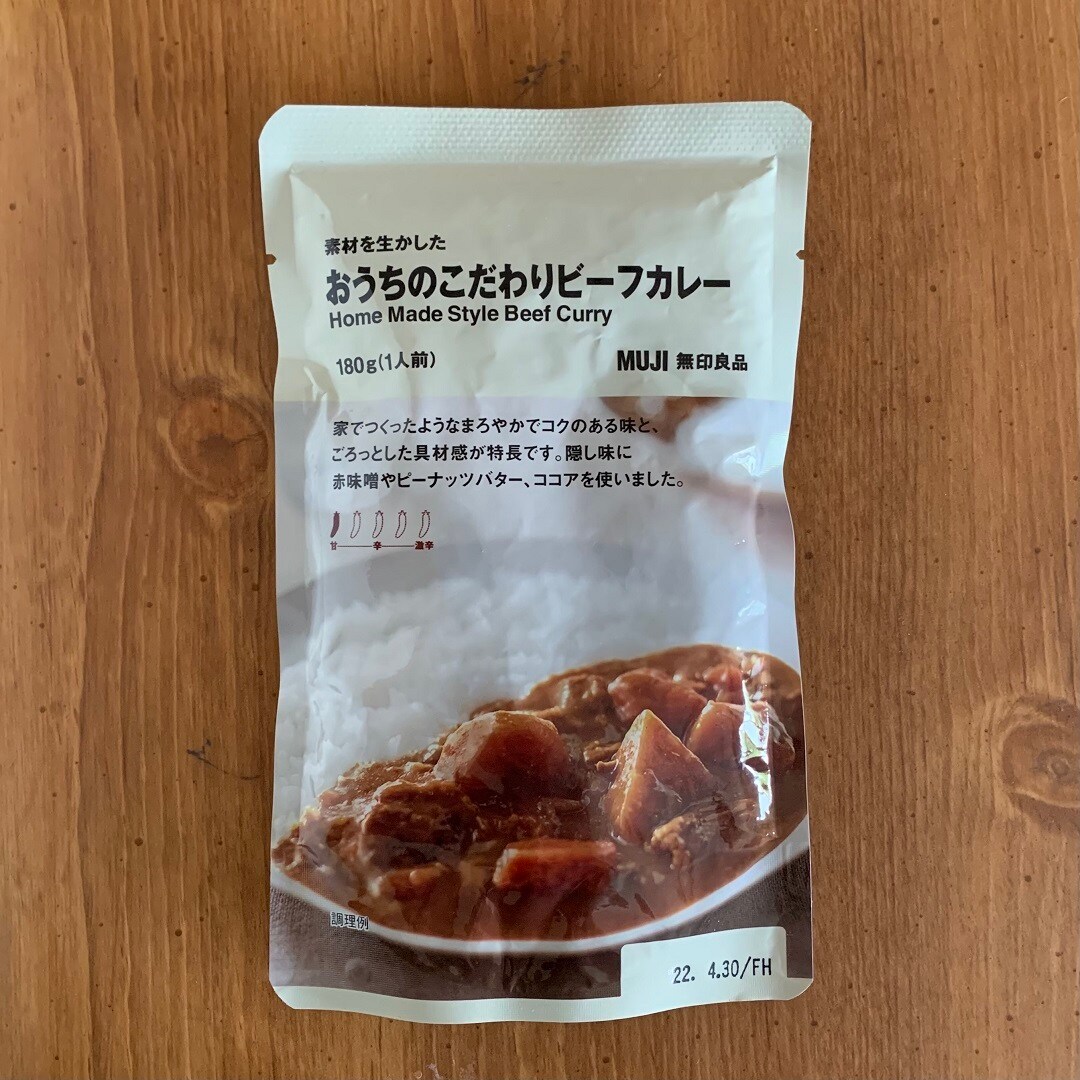 素材を生かした
おうちのこだわりビーフカレー
Home Made Style Beef Curry
180g(1人前)
MUJI 無印良品
家でつくったようなまろやかでコクのある味と、
ごろっとした具材感が特長です。隠し味に
赤味噌やピーナッツバター、ココアを使いました。
甘 辛 激辛
調理例
22. 4.30/FH